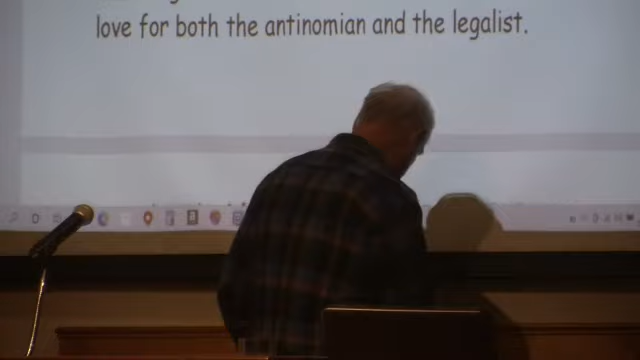 love for both the antinomian and the legalist.